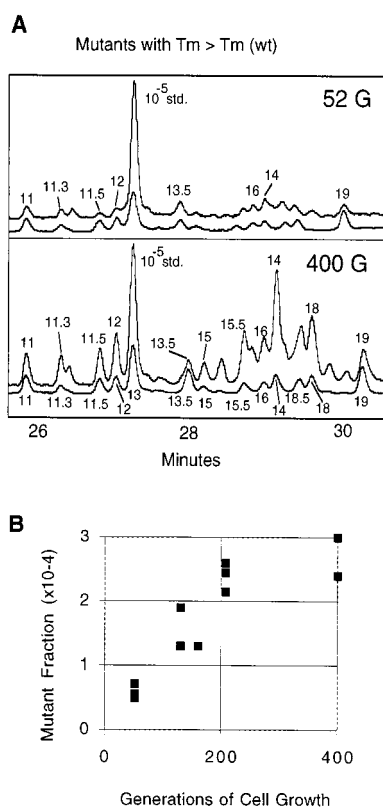 A
Mutants with Tm > Tm (wt)
52 G
10⁻⁵ std.
11 11.3 11.5 12 13.5 16 14 19
400 G
10⁻⁵ std.
11 11.3 11.5 12 13.5 15 15.5 16 14 18 19
11 11.3 11.5 12 13 13.5 15 15.5 16 14 18.5 18 19
26 28 30
Minutes
B
Mutant Fraction (x10-4)
3
2
1
0
0 200 400
Generations of Cell Growth